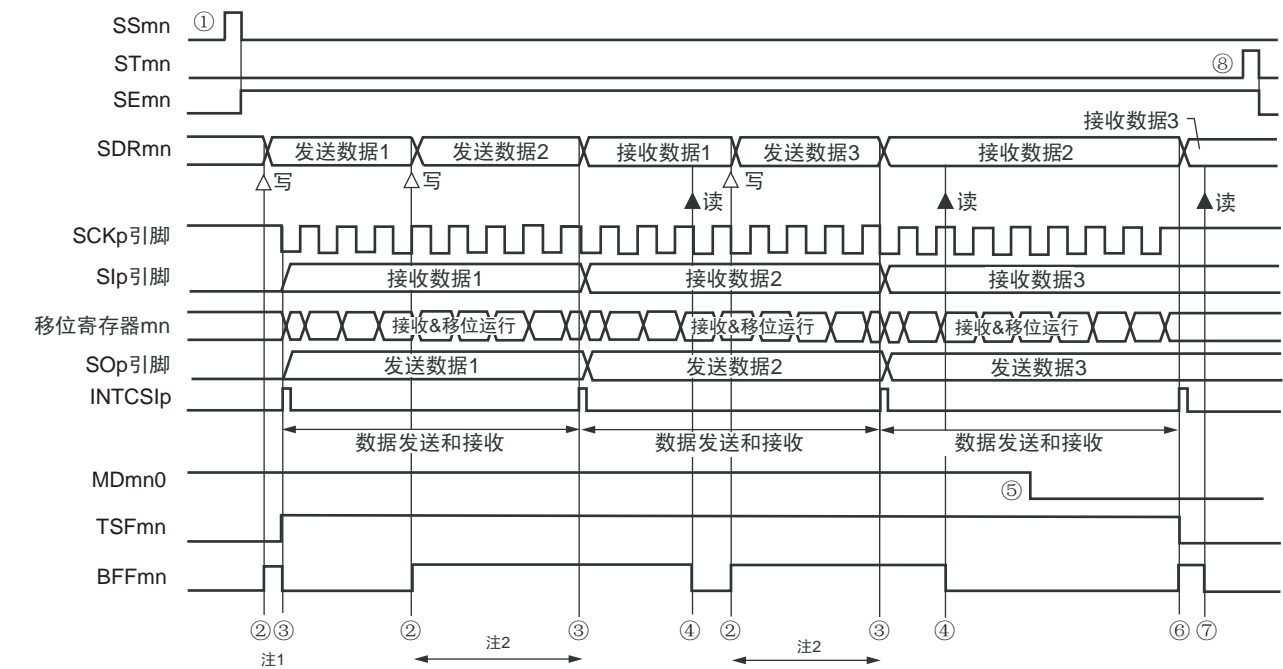 SSmn ①
STmn ⑧
SEmn
接收数据3
SDRmn 发送数据1 发送数据2 接收数据1 发送数据3 接收数据2
写 写 写
读 读 读
SCKp引脚
SIp引脚 接收数据1 接收数据2 接收数据3
移位寄存器mn 接收&移位运行 接收&移位运行 接收&移位运行
SOp引脚 发送数据1 发送数据2 发送数据3
INTCSIp
数据发送和接收 数据发送和接收 数据发送和接收
MDmn0 ⑤
TSFmn
BFFmn
②③ ② ③ ④ ② ③ ④ ⑥ ⑦
注1 注2 注2